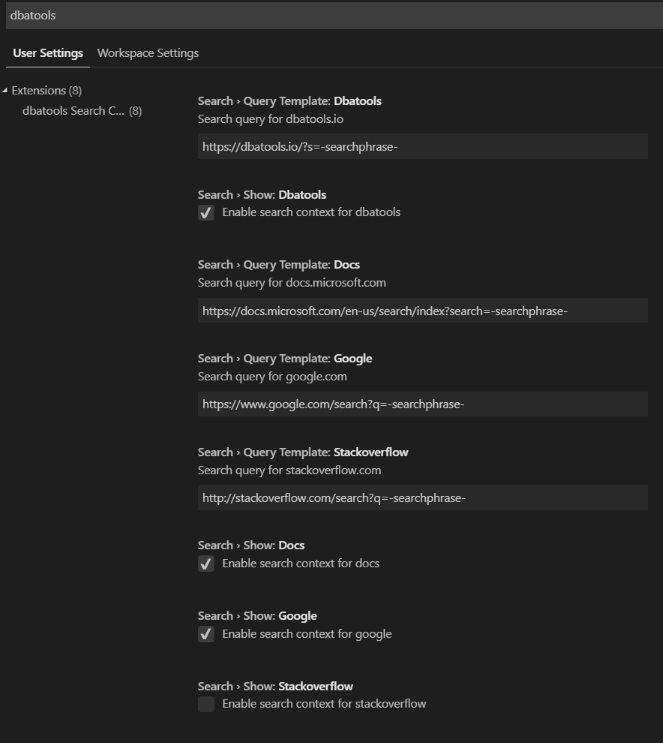 dbatools
User Settings Workspace Settings
Extensions (8)
dbatools Search C... (8)
Search › Query Template: Dbatools
Search query for dbatools.io
https://dbatools.io/?s=-searchphrase-
Search › Show: Dbatools
Enable search context for dbatools
Search › Query Template: Docs
Search query for docs.microsoft.com
https://docs.microsoft.com/en-us/search/index?search=-searchphrase-
Search › Query Template: Google
Search query for google.com
https://www.google.com/search?q=-searchphrase-
Search › Query Template: Stackoverflow
Search query for stackoverflow.com
http://stackoverflow.com/search?q=-searchphrase-
Search › Show: Docs
Enable search context for docs
Search › Show: Google
Enable search context for google
Search › Show: Stackoverflow
Enable search context for stackoverflow